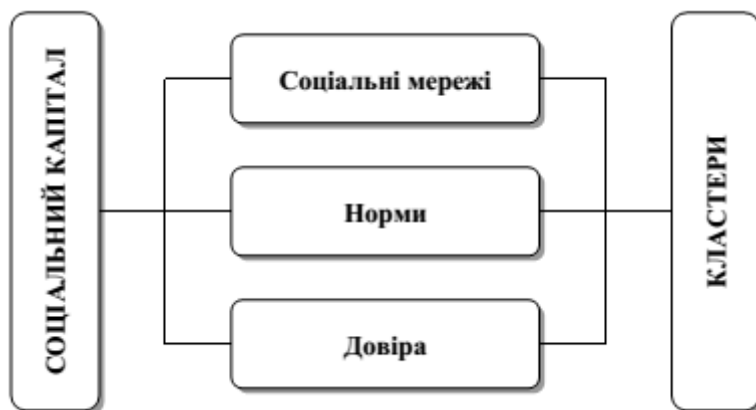 СОЦІАЛЬНИЙ КАПІТАЛ
Соціальні мережі
Норми
Довіра
КЛАСТЕРИ